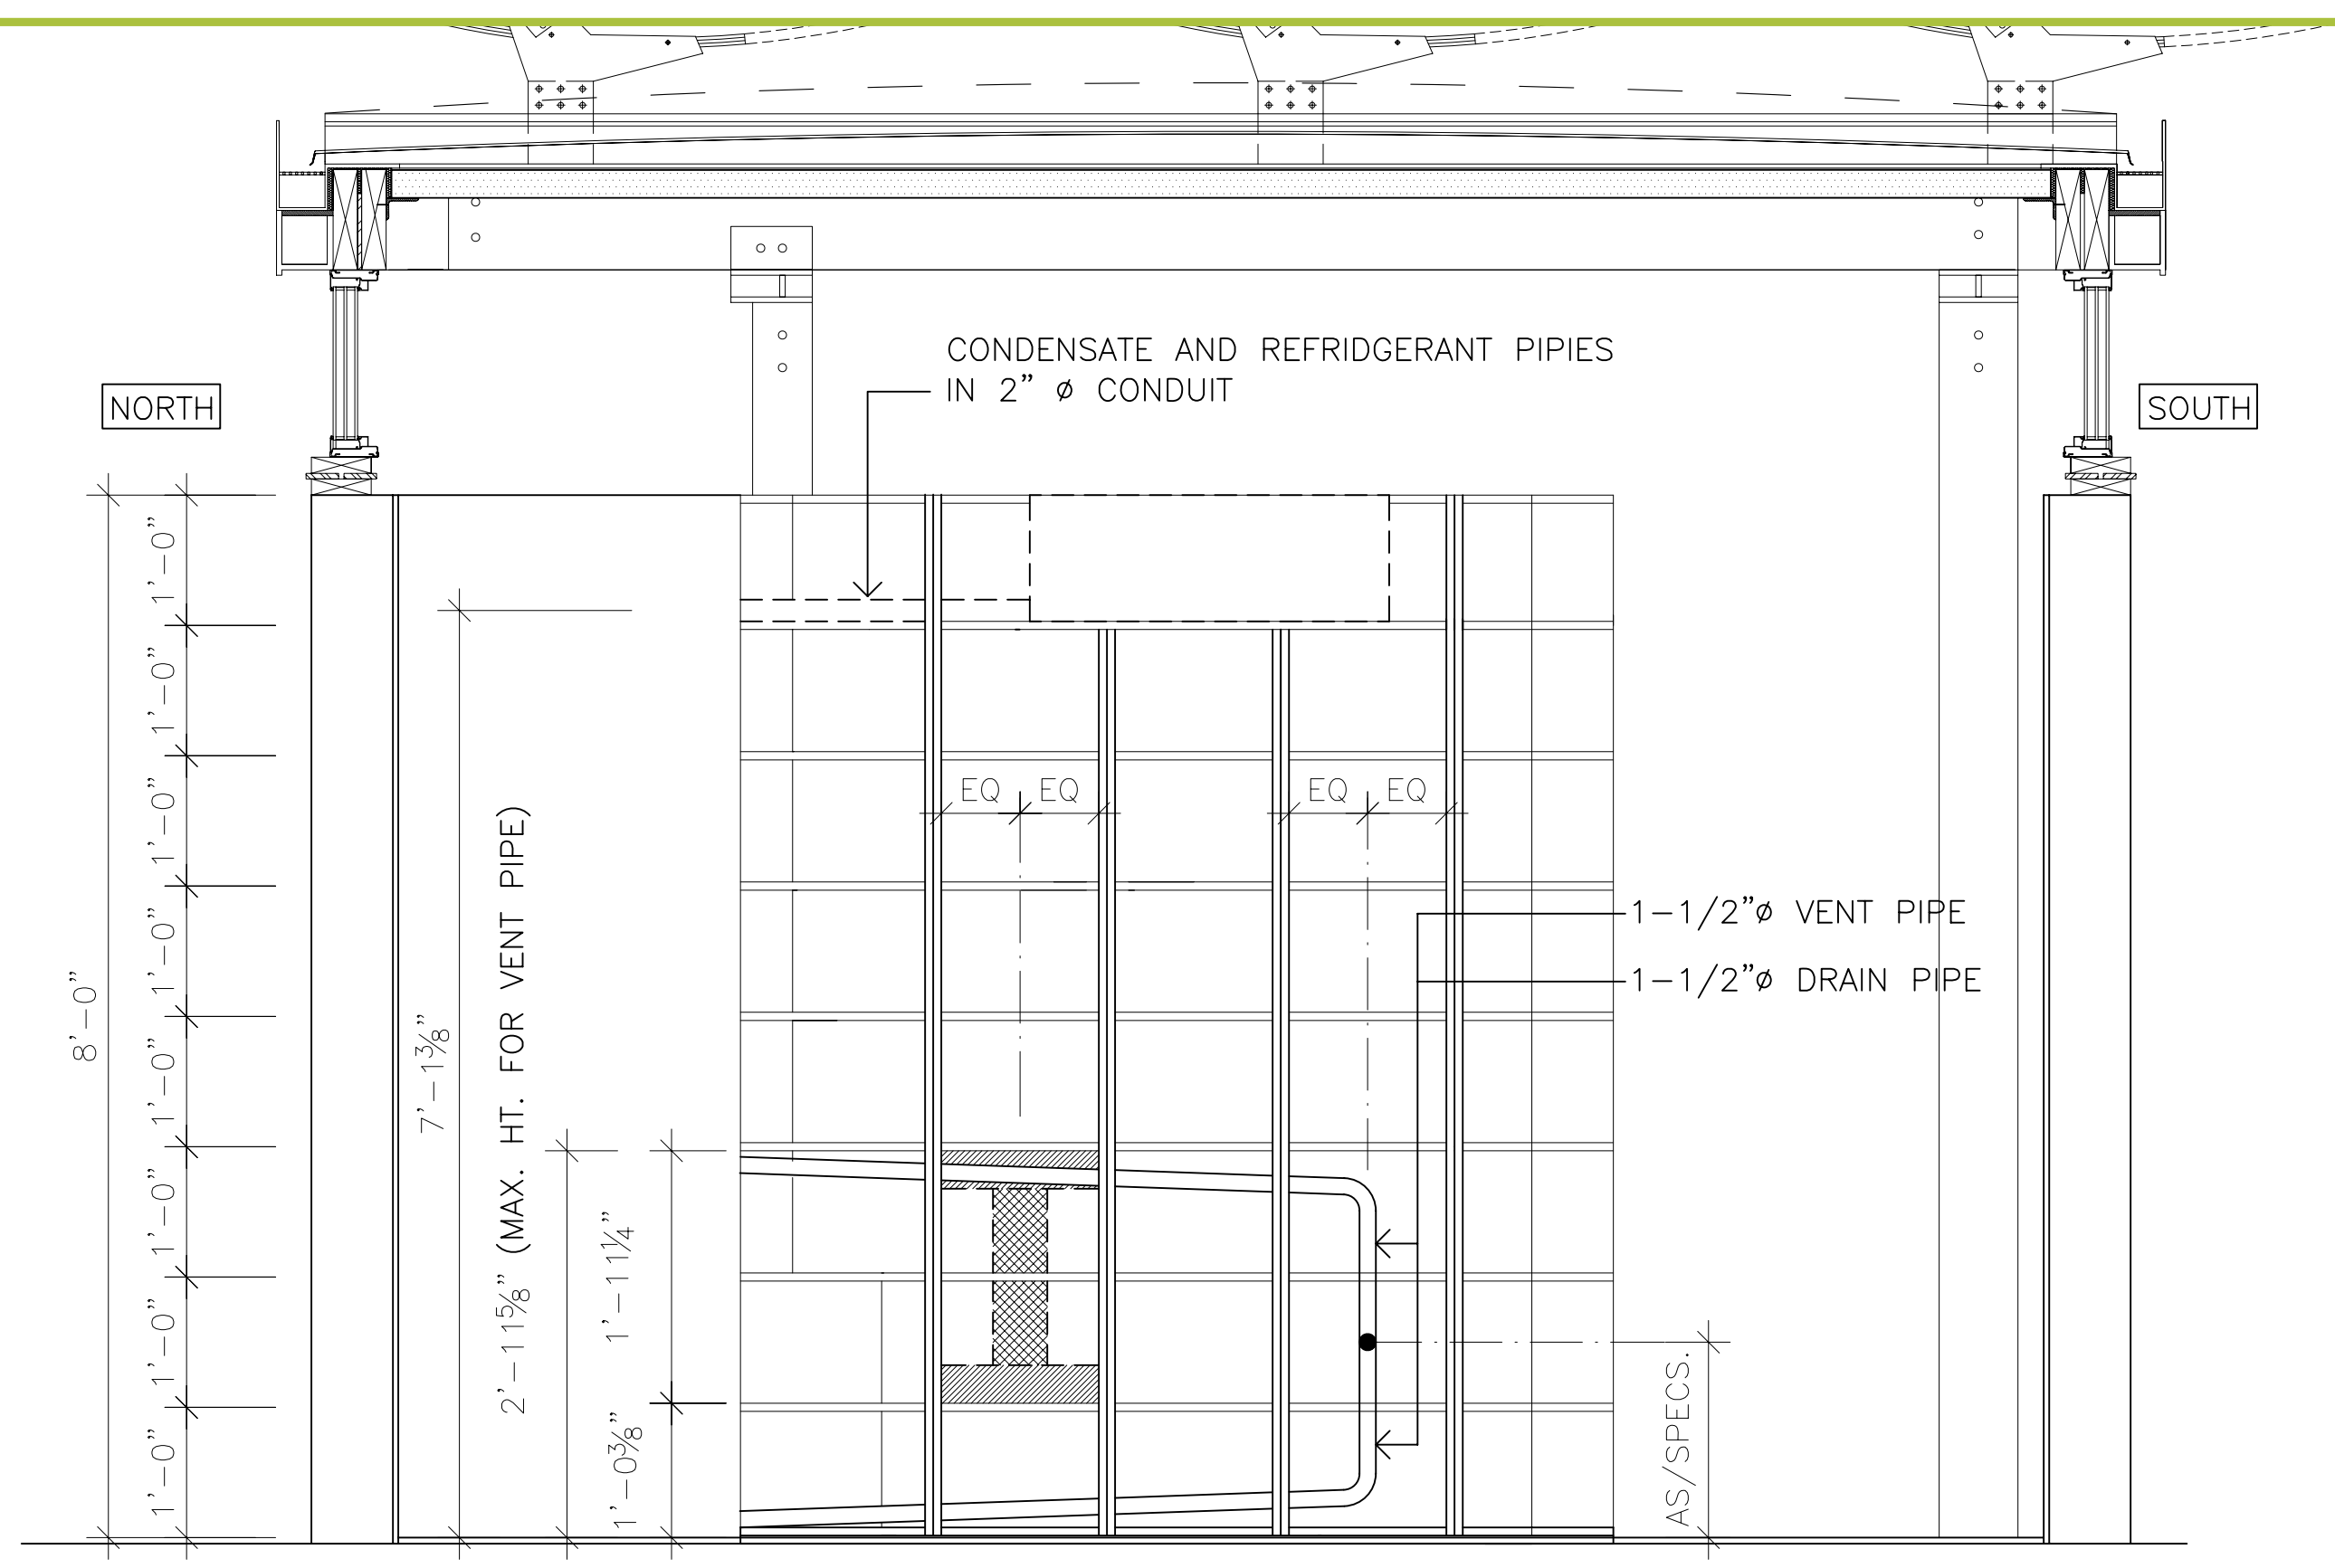 CONDENSATE AND REFRIDGERANT PIPIES
IN 2" ø CONDUIT
NORTH
SOUTH
1'-0"
1'-0"
1'-0"
1'-0"
1'-0"
1'-0"
1'-0"
1'-0"
8'-0"
7'-1⅜"
2'-11⅝" (MAX. HT. FOR VENT PIPE)
1'-11¼"
1'-0⅜"
EQ EQ
EQ EQ
1-1/2"ø VENT PIPE
1-1/2"ø DRAIN PIPE
AS/SPECS.